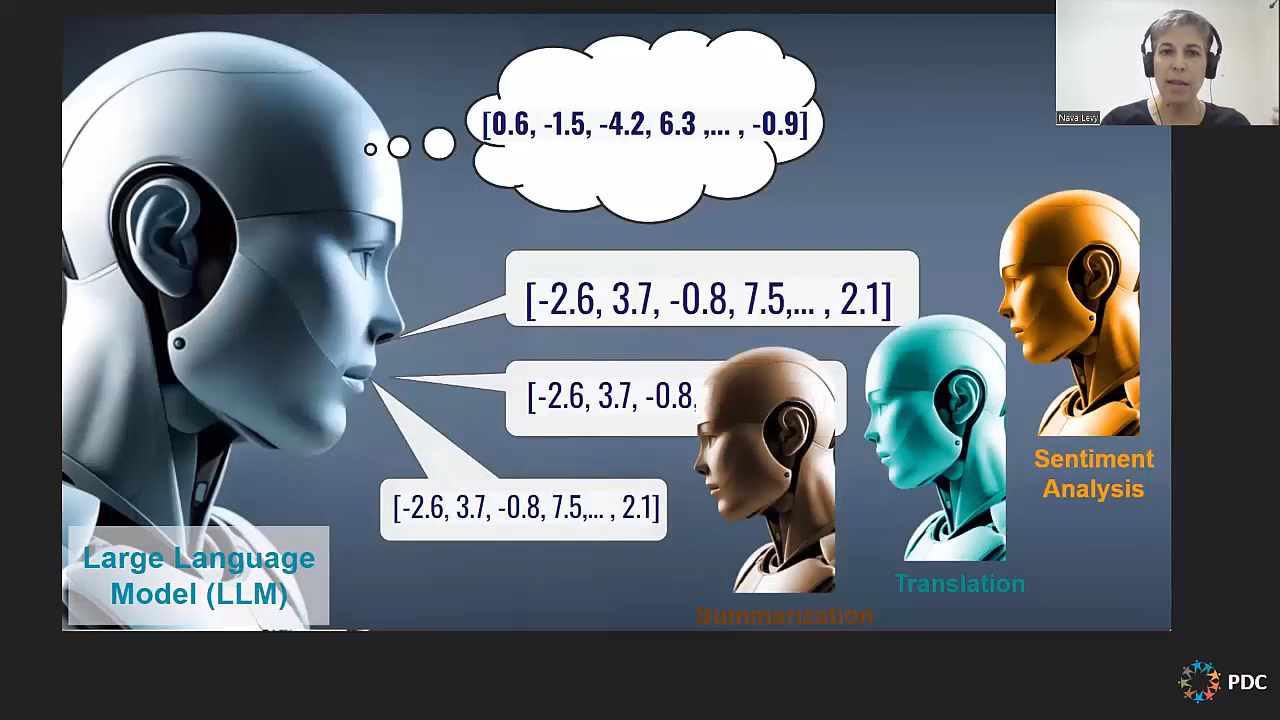 [0.6, -1.5, -4.2, 6.3 ,... , -0.9]
Nava Levy
[-2.6, 3.7, -0.8, 7.5,... , 2.1]
[-2.6, 3.7, -0.8,
[-2.6, 3.7, -0.8, 7.5,... , 2.1]
Sentiment
Analysis
Large Language
Model (LLM)
Translation
Summarization
PDC